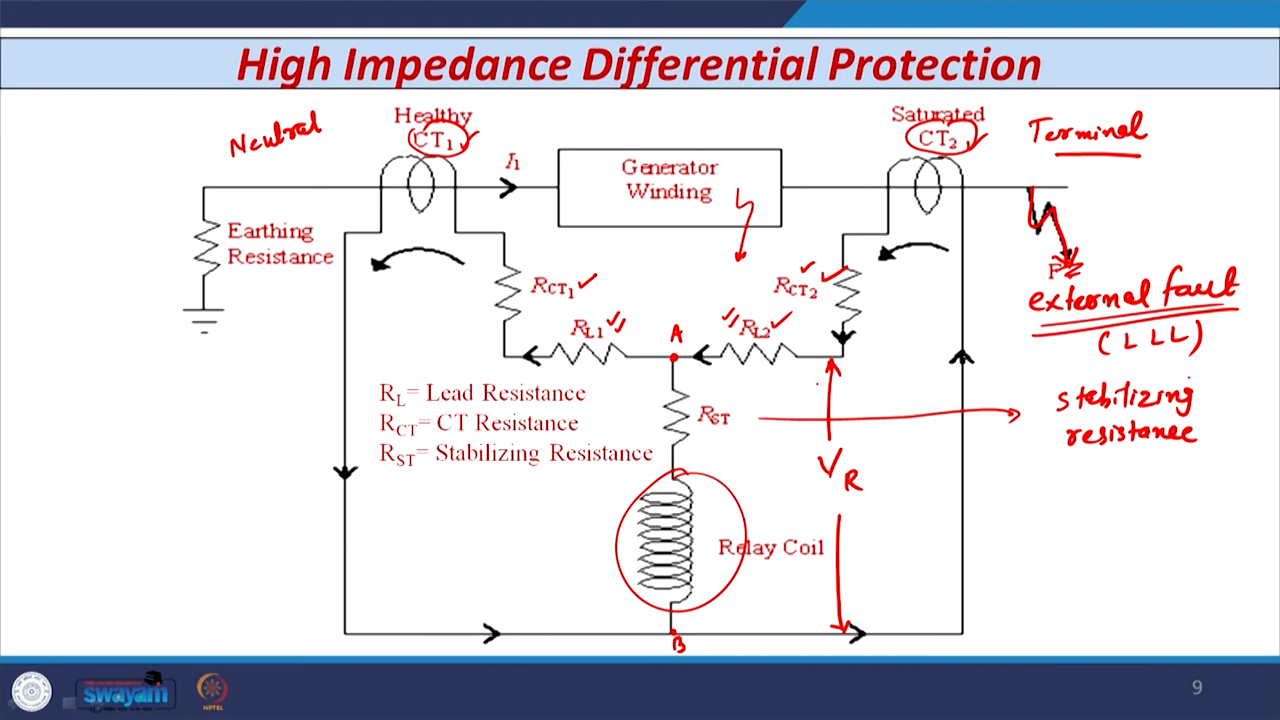 High Impedance Differential Protection
Neutral
Healthy
CT1
Saturated
CT2
Terminal
I1
Generator
Winding
Earthing
Resistance
RCT1
RCT2
F
external fault
(LLL)
RL1
A
RL2
RL= Lead Resistance
RCT= CT Resistance
RST= Stabilizing Resistance
RST
stabilizing
resistance
VR
Relay Coil
B
swayam
NPTEL
9